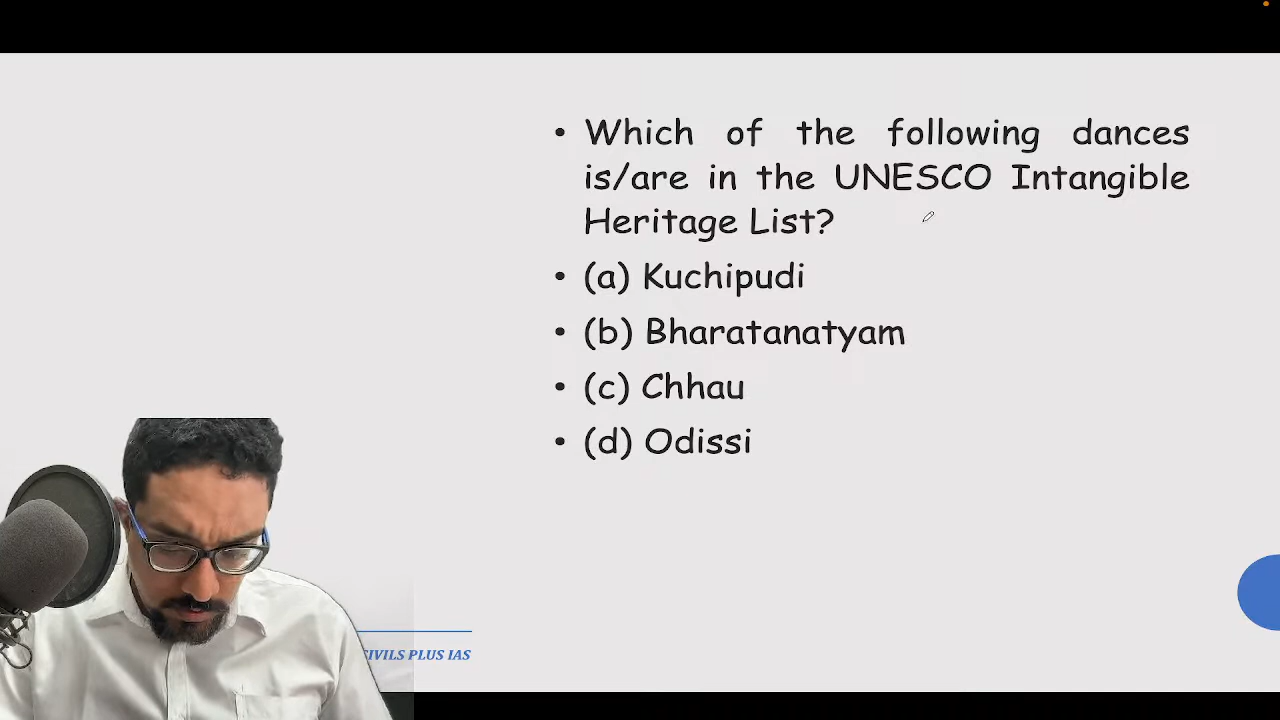 • Which of the following dances
is/are in the UNESCO Intangible
Heritage List?
• (a) Kuchipudi
• (b) Bharatanatyam
• (c) Chhau
• (d) Odissi
CIVILS PLUS IAS